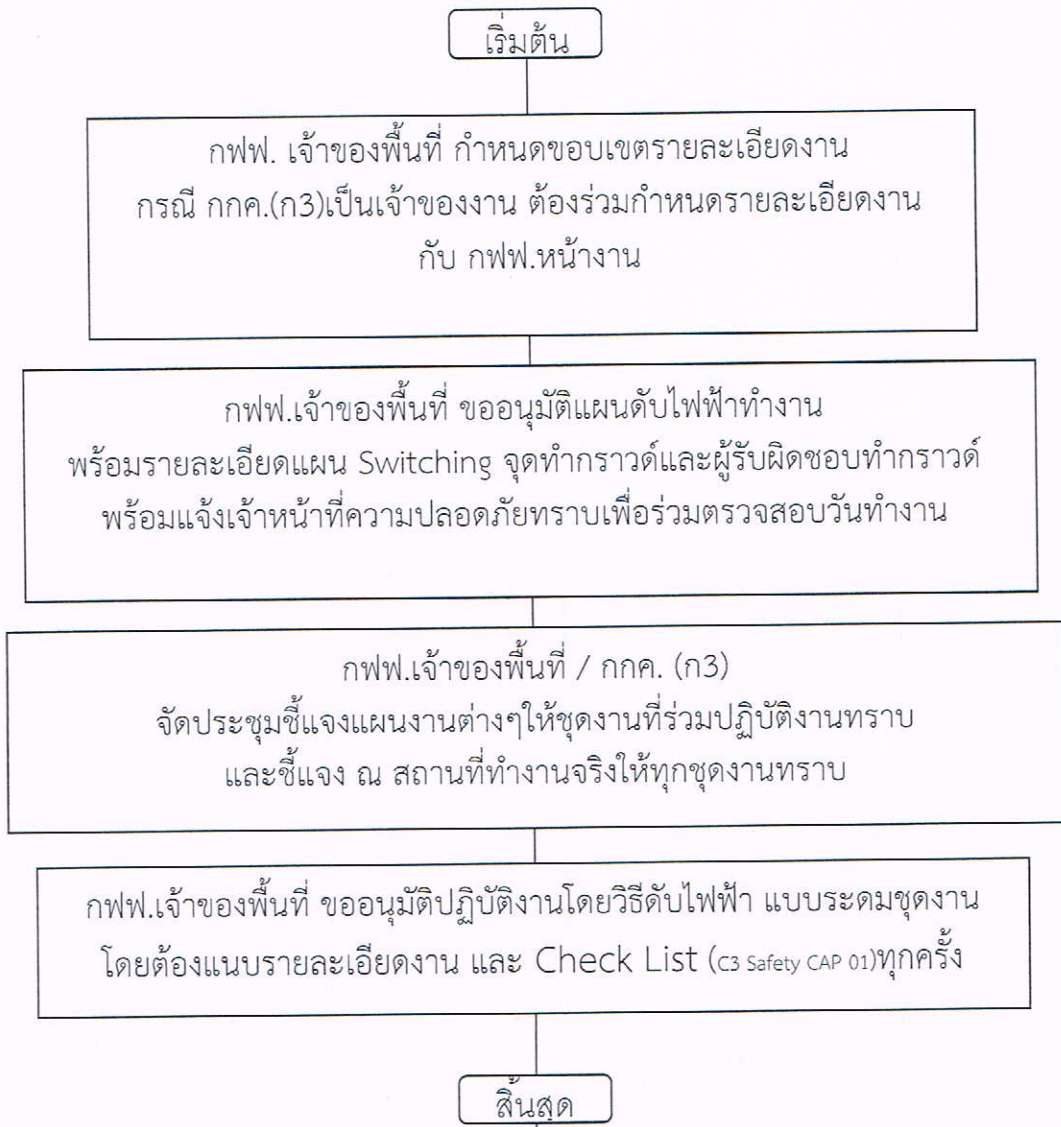 เริ่มต้น
กฟฟ. เจ้าของพื้นที่ กำหนดขอบเขตรายละเอียดงาน
กรณี กกค.(ก3)เป็นเจ้าของงาน ต้องร่วมกำหนดรายละเอียดงาน
กับ กฟฟ.หน้างาน
กฟฟ.เจ้าของพื้นที่ ขออนุมัติแผนดับไฟฟ้าทำงาน
พร้อมรายละเอียดแผน Switching จุดทำกราวด์และผู้รับผิดชอบทำกราวด์
พร้อมแจ้งเจ้าหน้าที่ความปลอดภัยทราบเพื่อร่วมตรวจสอบวันทำงาน
กฟฟ.เจ้าของพื้นที่ / กกค. (ก3)
จัดประชุมชี้แจงแผนงานต่างๆให้ชุดงานที่ร่วมปฏิบัติงานทราบ
และชี้แจง ณ สถานที่ทำงานจริงให้ทุกชุดงานทราบ
กฟฟ.เจ้าของพื้นที่ ขออนุมัติปฏิบัติงานโดยวิธีดับไฟฟ้า แบบระดมชุดงาน
โดยต้องแนบรายละเอียดงาน และ Check List (C3 Safety CAP 01)ทุกครั้ง
สิ้นสุด